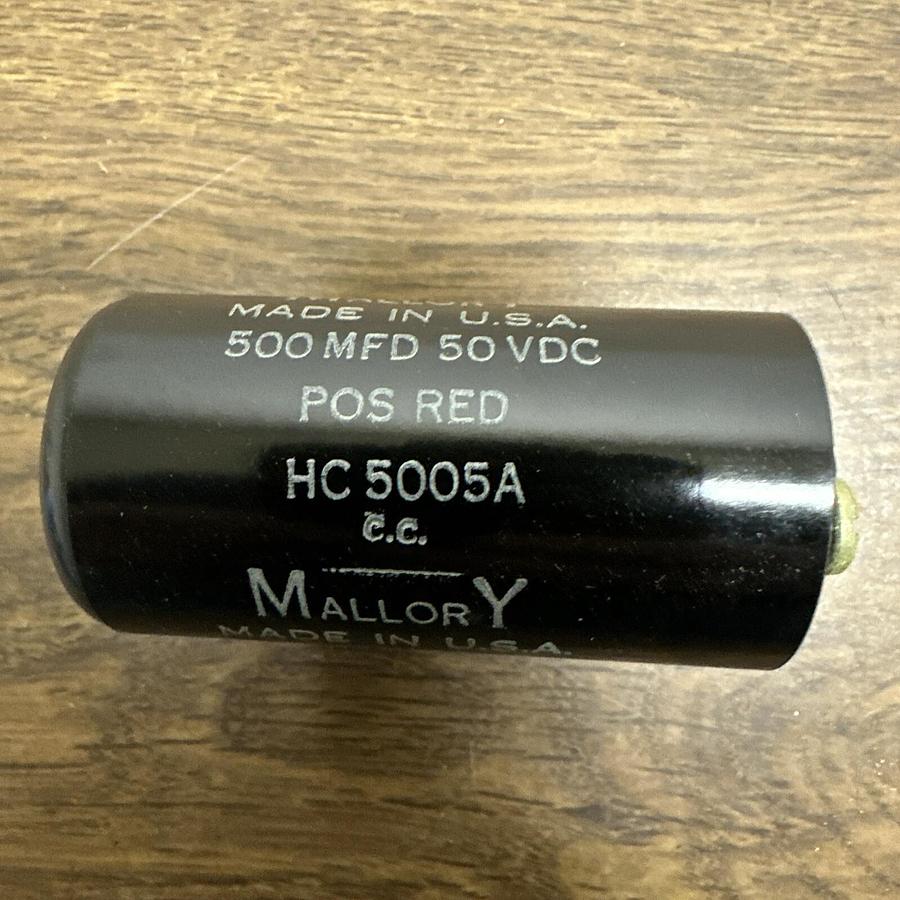 MADE IN U.S.A.
500 MFD 50 VDC
POS RED
HC 5005A
C.C.
MALLORY
MADE IN U.S.A.